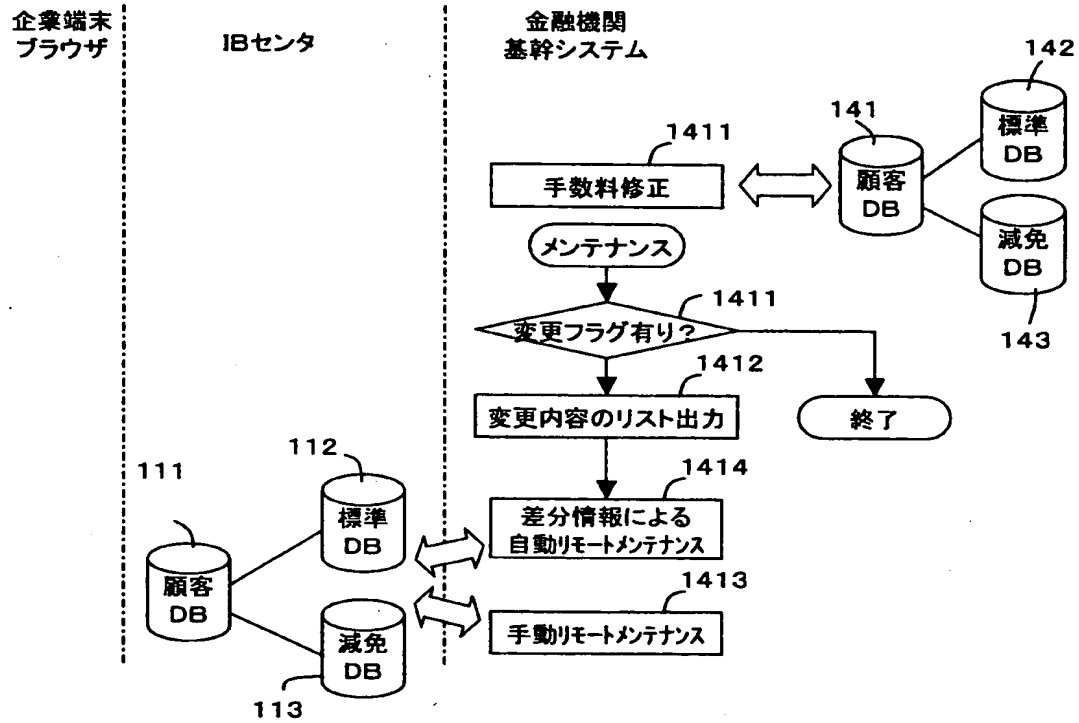 企業端末
ブラウザ
IBセンタ
金融機関
基幹システム
142
標準
DB
141
顧客
DB
1411
手数料修正
減免
DB
143
メンテナンス
1411
変更フラグ有り?
1412
変更内容のリスト出力
終了
1414
差分情報による
自動リモートメンテナンス
1413
手動リモートメンテナンス
112
標準
DB
111
顧客
DB
減免
DB
113